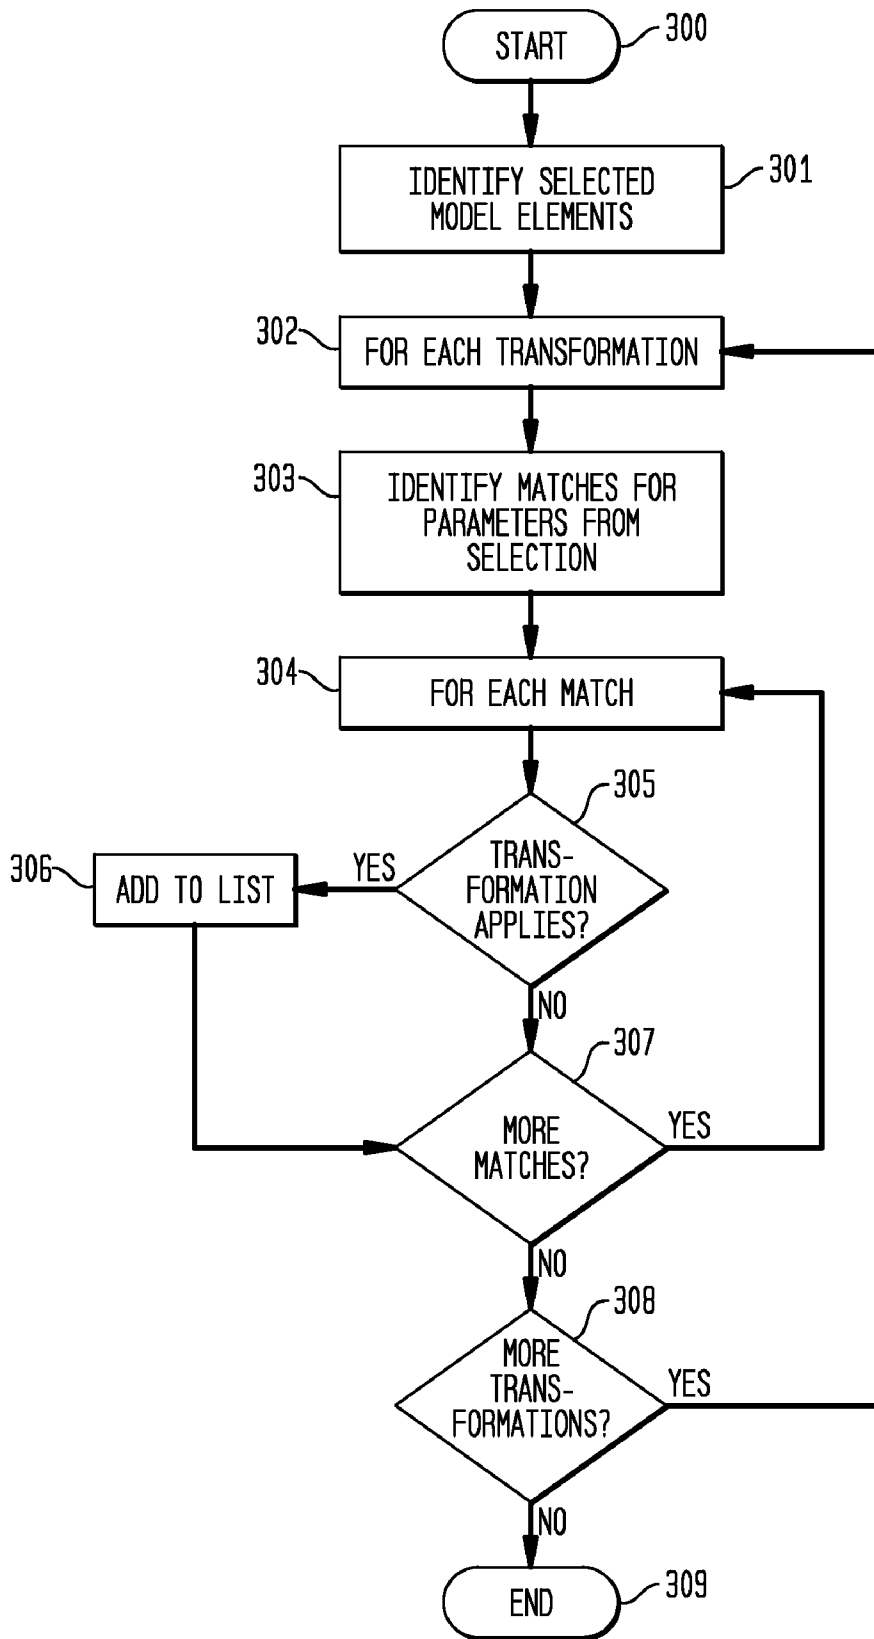 START
300
IDENTIFY SELECTED
MODEL ELEMENTS
301
302
FOR EACH TRANSFORMATION
303
IDENTIFY MATCHES FOR
PARAMETERS FROM
SELECTION
304
FOR EACH MATCH
305
TRANS-
FORMATION
APPLIES?
YES
306
ADD TO LIST
NO
307
MORE
MATCHES?
YES
NO
308
MORE
TRANS-
FORMATIONS?
YES
NO
END
309